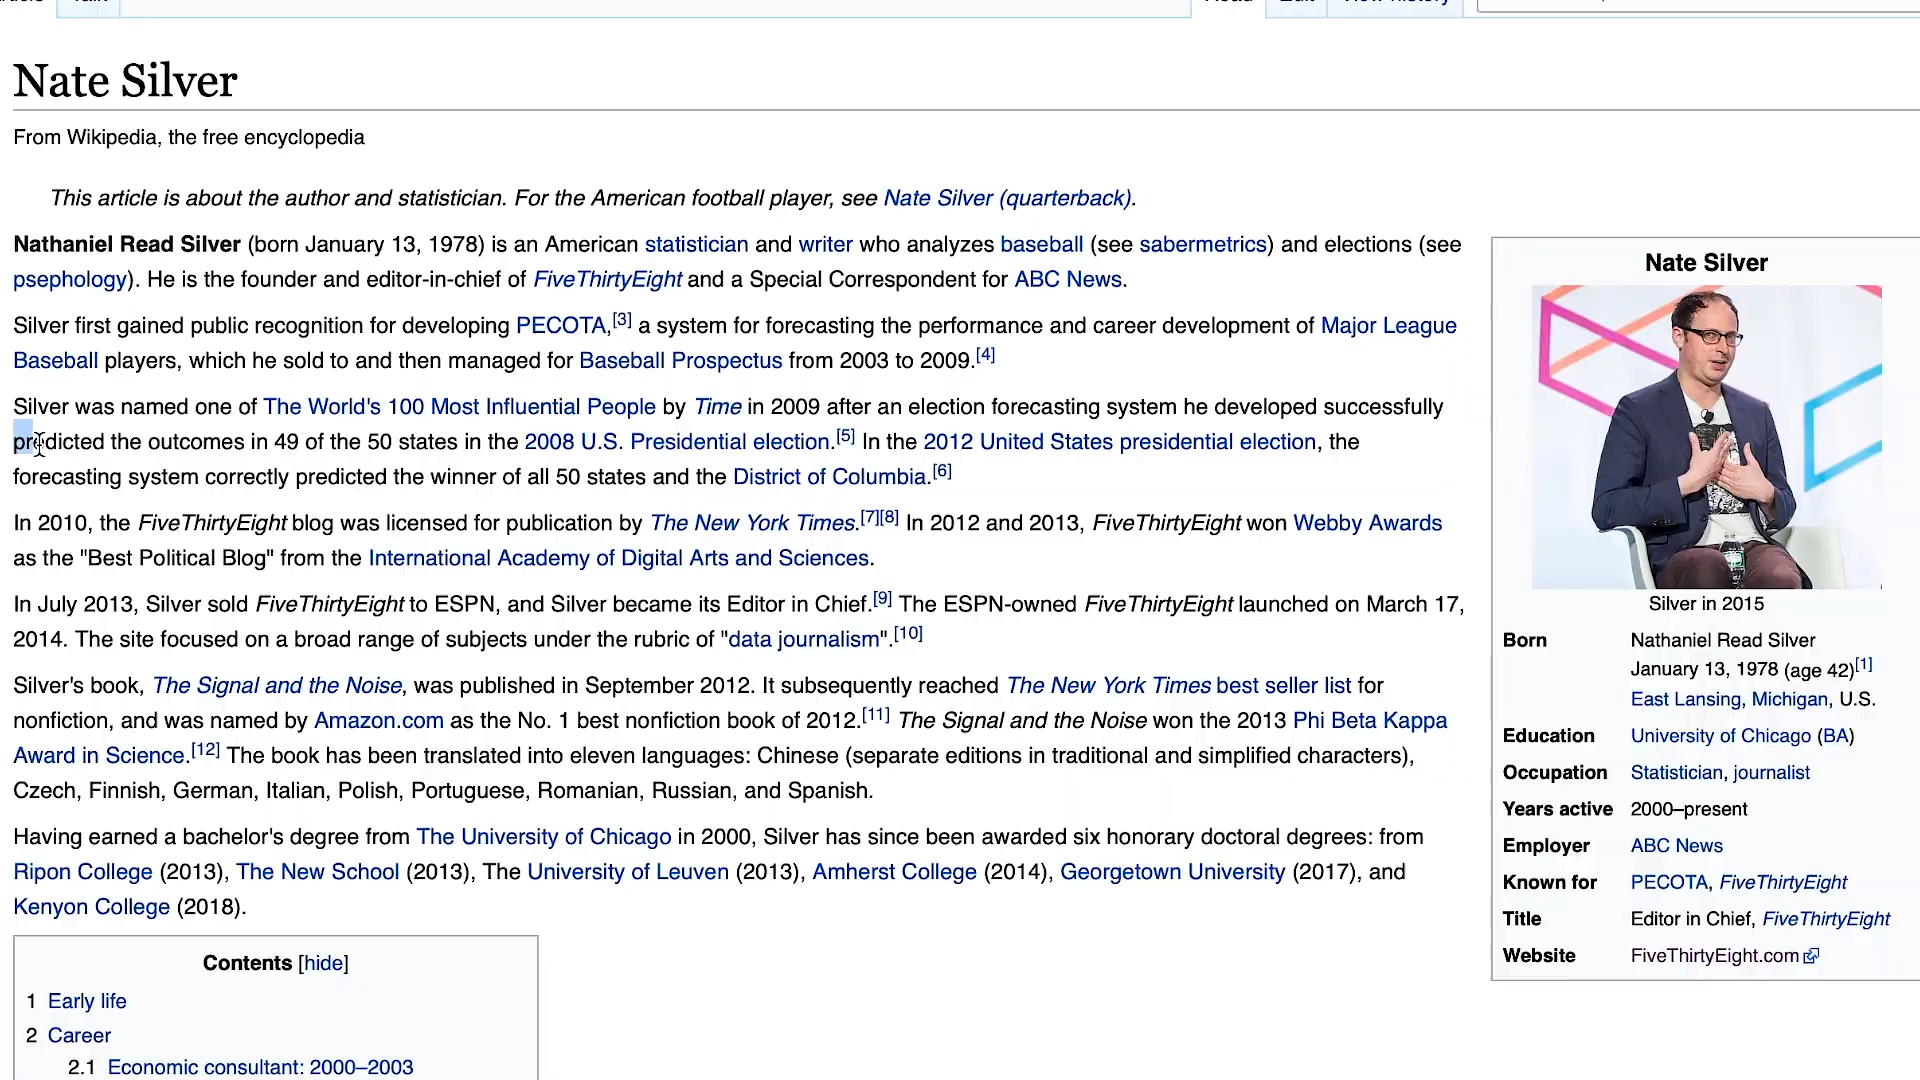 Nate Silver
From Wikipedia, the free encyclopedia
This article is about the author and statistician. For the American football player, see Nate Silver (quarterback).
Nathaniel Read Silver (born January 13, 1978) is an American statistician and writer who analyzes baseball (see sabermetrics) and elections (see
psephology). He is the founder and editor-in-chief of FiveThirtyEight and a Special Correspondent for ABC News.
Silver first gained public recognition for developing PECOTA,[3] a system for forecasting the performance and career development of Major League
Baseball players, which he sold to and then managed for Baseball Prospectus from 2003 to 2009.[4]
Silver was named one of The World's 100 Most Influential People by Time in 2009 after an election forecasting system he developed successfully
predicted the outcomes in 49 of the 50 states in the 2008 U.S. Presidential election.[5] In the 2012 United States presidential election, the
forecasting system correctly predicted the winner of all 50 states and the District of Columbia.[6]
In 2010, the FiveThirtyEight blog was licensed for publication by The New York Times.[7][8] In 2012 and 2013, FiveThirtyEight won Webby Awards
as the "Best Political Blog" from the International Academy of Digital Arts and Sciences.
In July 2013, Silver sold FiveThirtyEight to ESPN, and Silver became its Editor in Chief.[9] The ESPN-owned FiveThirtyEight launched on March 17,
2014. The site focused on a broad range of subjects under the rubric of "data journalism".[10]
Silver's book, The Signal and the Noise, was published in September 2012. It subsequently reached The New York Times best seller list for
nonfiction, and was named by Amazon.com as the No. 1 best nonfiction book of 2012.[11] The Signal and the Noise won the 2013 Phi Beta Kappa
Award in Science.[12] The book has been translated into eleven languages: Chinese (separate editions in traditional and simplified characters),
Czech, Finnish, German, Italian, Polish, Portuguese, Romanian, Russian, and Spanish.
Having earned a bachelor's degree from The University of Chicago in 2000, Silver has since been awarded six honorary doctoral degrees: from
Ripon College (2013), The New School (2013), The University of Leuven (2013), Amherst College (2014), Georgetown University (2017), and
Kenyon College (2018).
Contents [hide]
1 Early life
2 Career
2.1 Economic consultant: 2000–2003
Nate Silver
Silver in 2015
Born Nathaniel Read Silver
January 13, 1978 (age 42)[1]
East Lansing, Michigan, U.S.
Education University of Chicago (BA)
Occupation Statistician, journalist
Years active 2000–present
Employer ABC News
Known for PECOTA, FiveThirtyEight
Title Editor in Chief, FiveThirtyEight
Website FiveThirtyEight.com